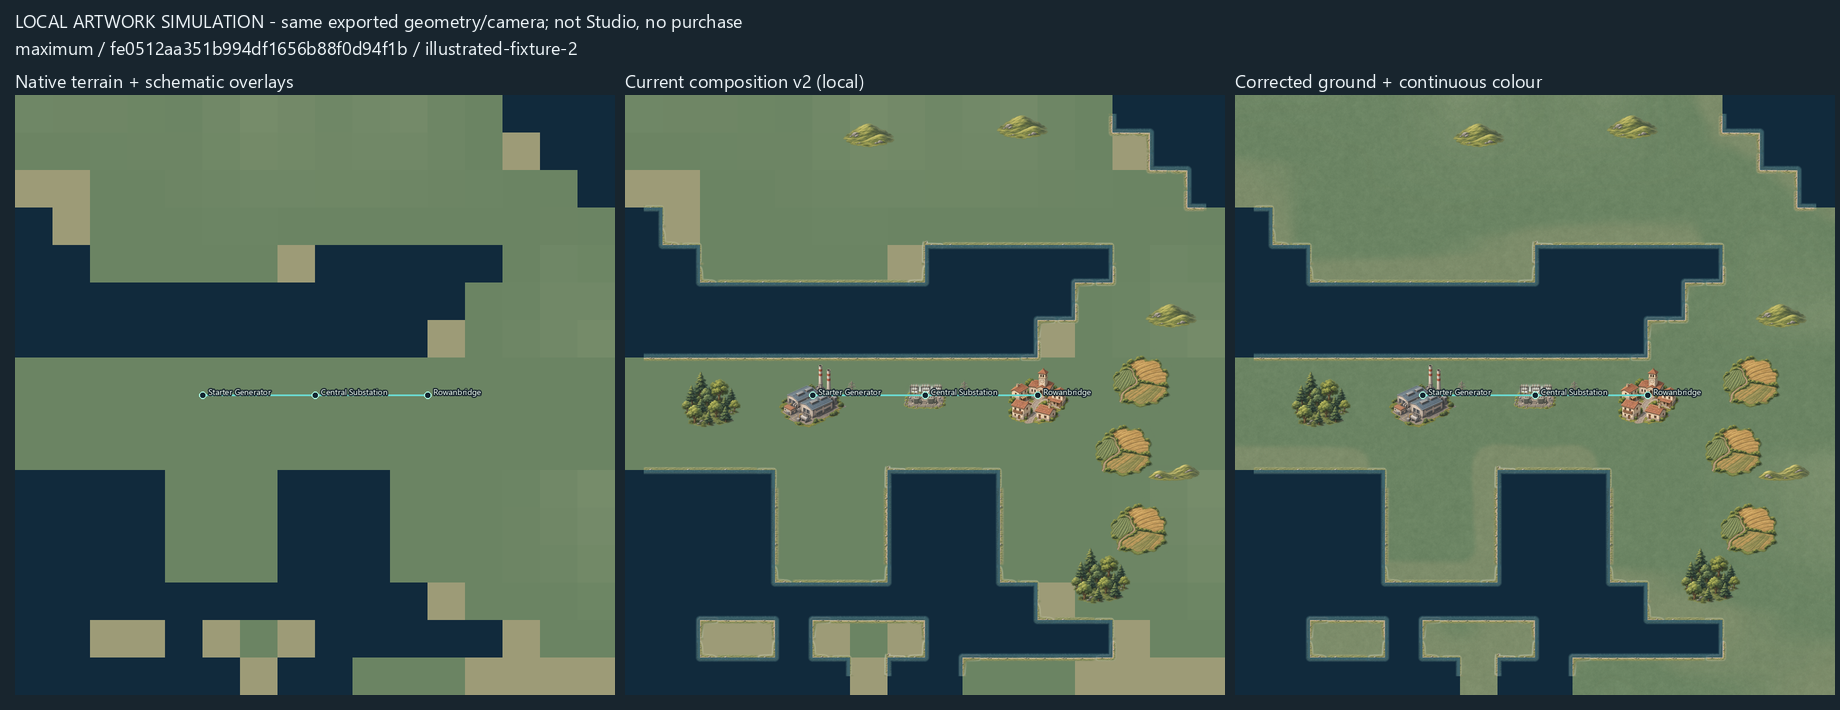 LOCAL ARTWORK SIMULATION - same exported geometry/camera; not Studio, no purchase
maximum / fe0512aa351b994df1656b88f0d94f1b / illustrated-fixture-2
Native terrain + schematic overlays
Current composition v2 (local)
Corrected ground + continuous colour
Starter Generator
Central Substation
Rowanbridge
Starter Generator
Central Substation
Rowanbridge
Starter Generator
Central Substation
Rowanbridge